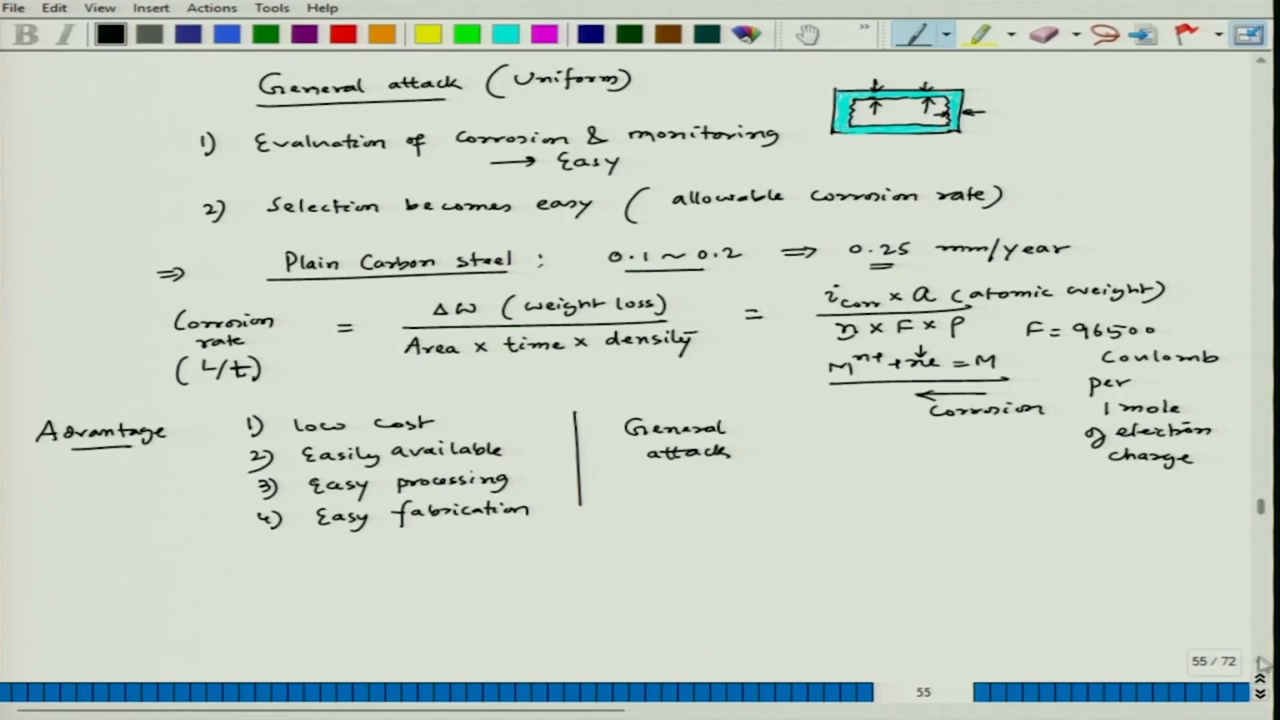 File Edit View Insert Actions Tools Help
B I
General attack (Uniform)
1) Evaluation of corrosion & monitoring
→ Easy
2) Selection becomes easy (allowable corrosion rate)
⇒ Plain Carbon steel : 0.1 ~ 0.2 ⇒ 0.25 mm/year
Corrosion rate (L/t) = ΔW (weight loss) / Area × time × density = i_corr × a (atomic weight) / n × F × ρ
F = 96500 Coulomb per 1 mole of electron charge
M^n+ + ne = M
← Corrosion
Advantage
1) Low cost
2) Easily available
3) Easy processing
4) Easy fabrication
General attack
55 / 72
55